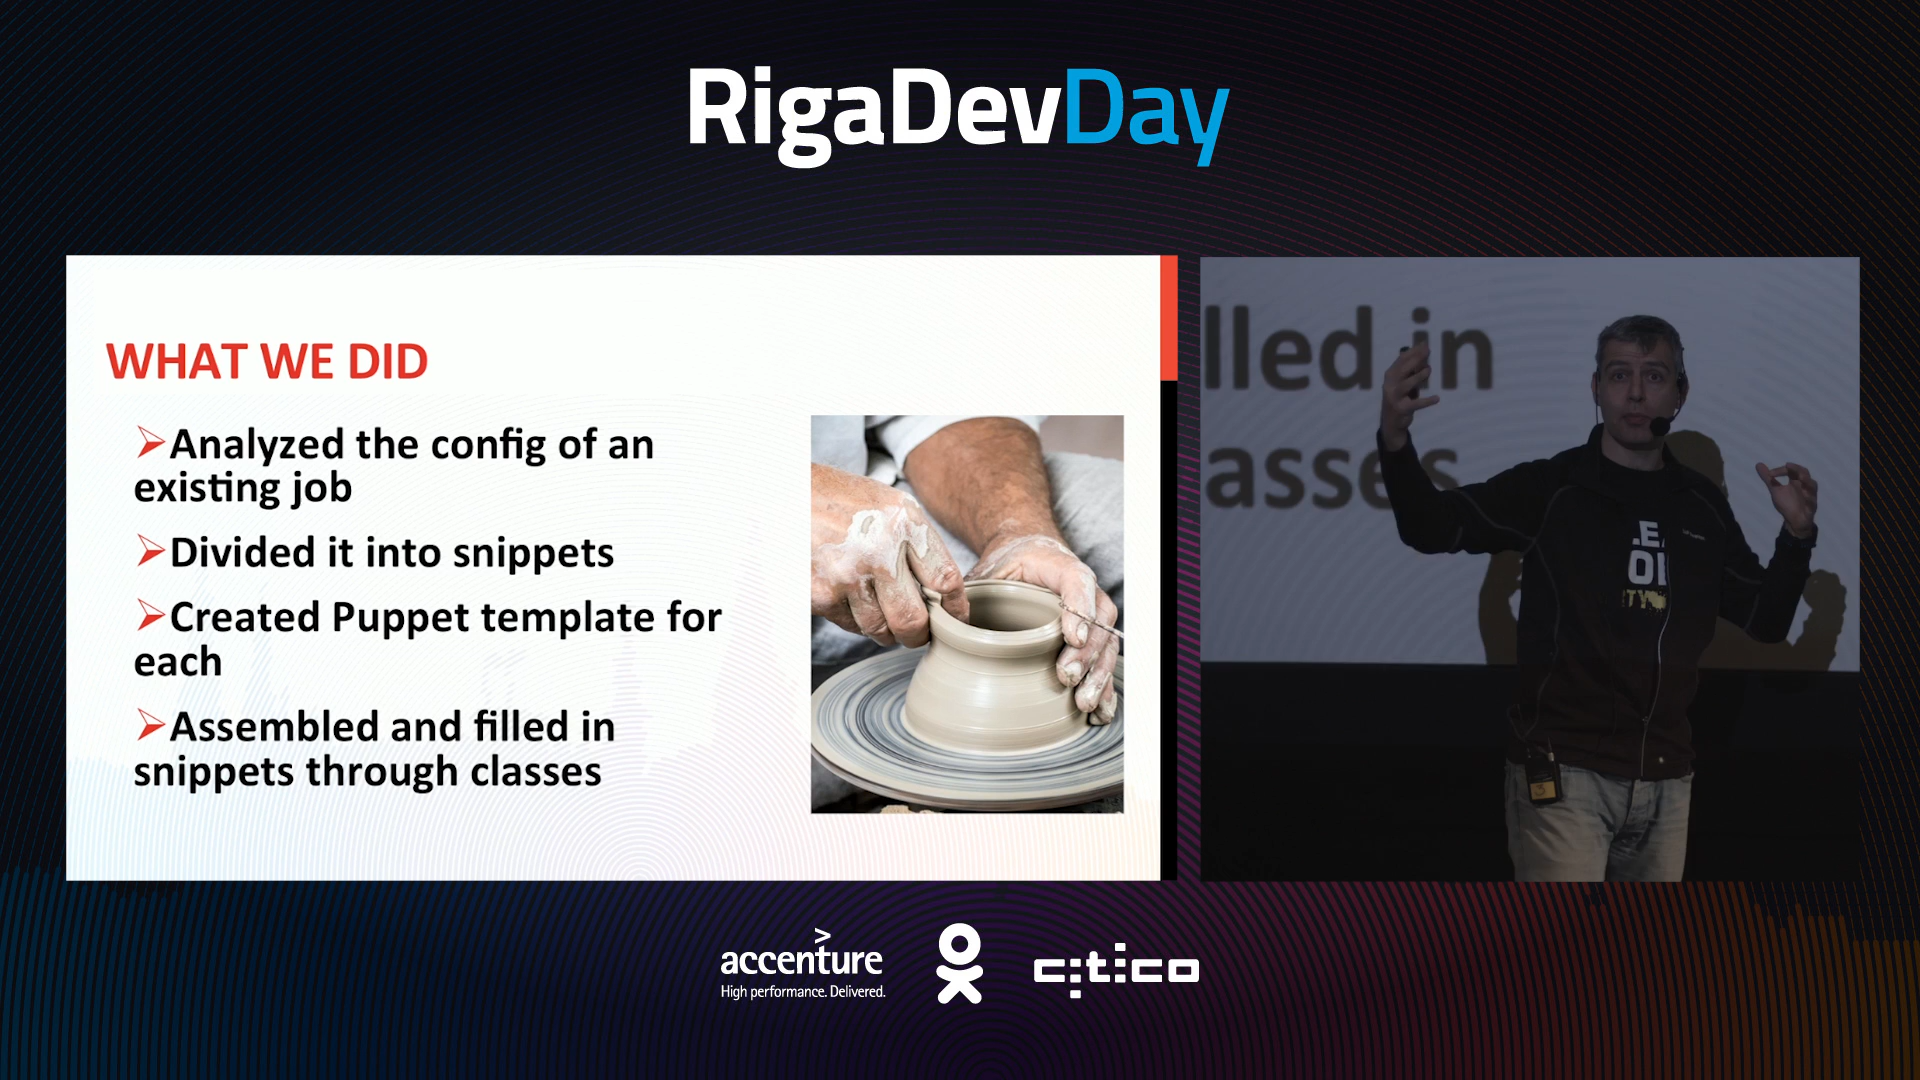 RigaDevDay
WHAT WE DID
Analyzed the config of an
existing job
Divided it into snippets
Created Puppet template for
each
Assembled and filled in
snippets through classes
lled in
asses
accenture
High performance. Delivered.
citico